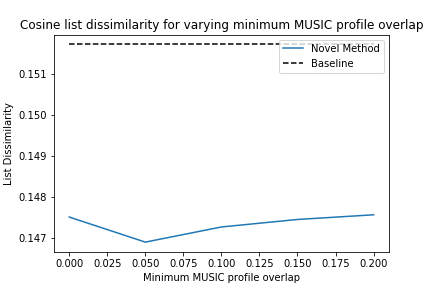 Cosine list dissimilarity for varying minimum MUSIC profile overlap
Novel Method
Baseline
0.151
0.150
0.149
0.148
0.147
List Dissimilarity
0.000 0.025 0.050 0.075 0.100 0.125 0.150 0.175 0.200
Minimum MUSIC profile overlap